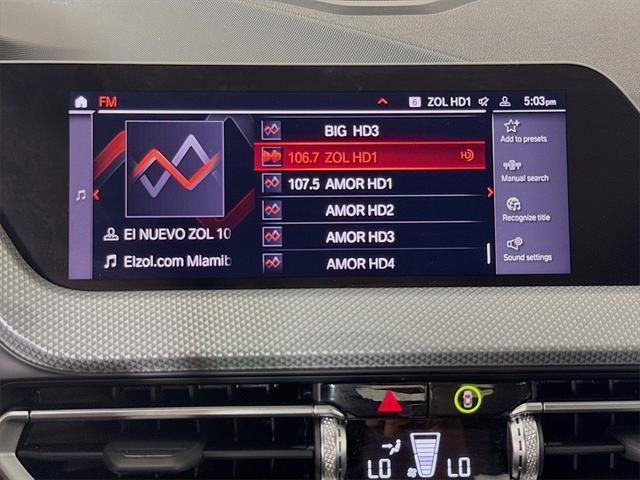 FM
6 ZOL HD1 5:03pm
BIG HD3
106.7 ZOL HD1 HD
107.5 AMOR HD1
AMOR HD2
AMOR HD3
AMOR HD4
El NUEVO ZOL 10
Elzol.com Miamib
Add to presets
Manual search
Recognize title
Sound settings
LO LO